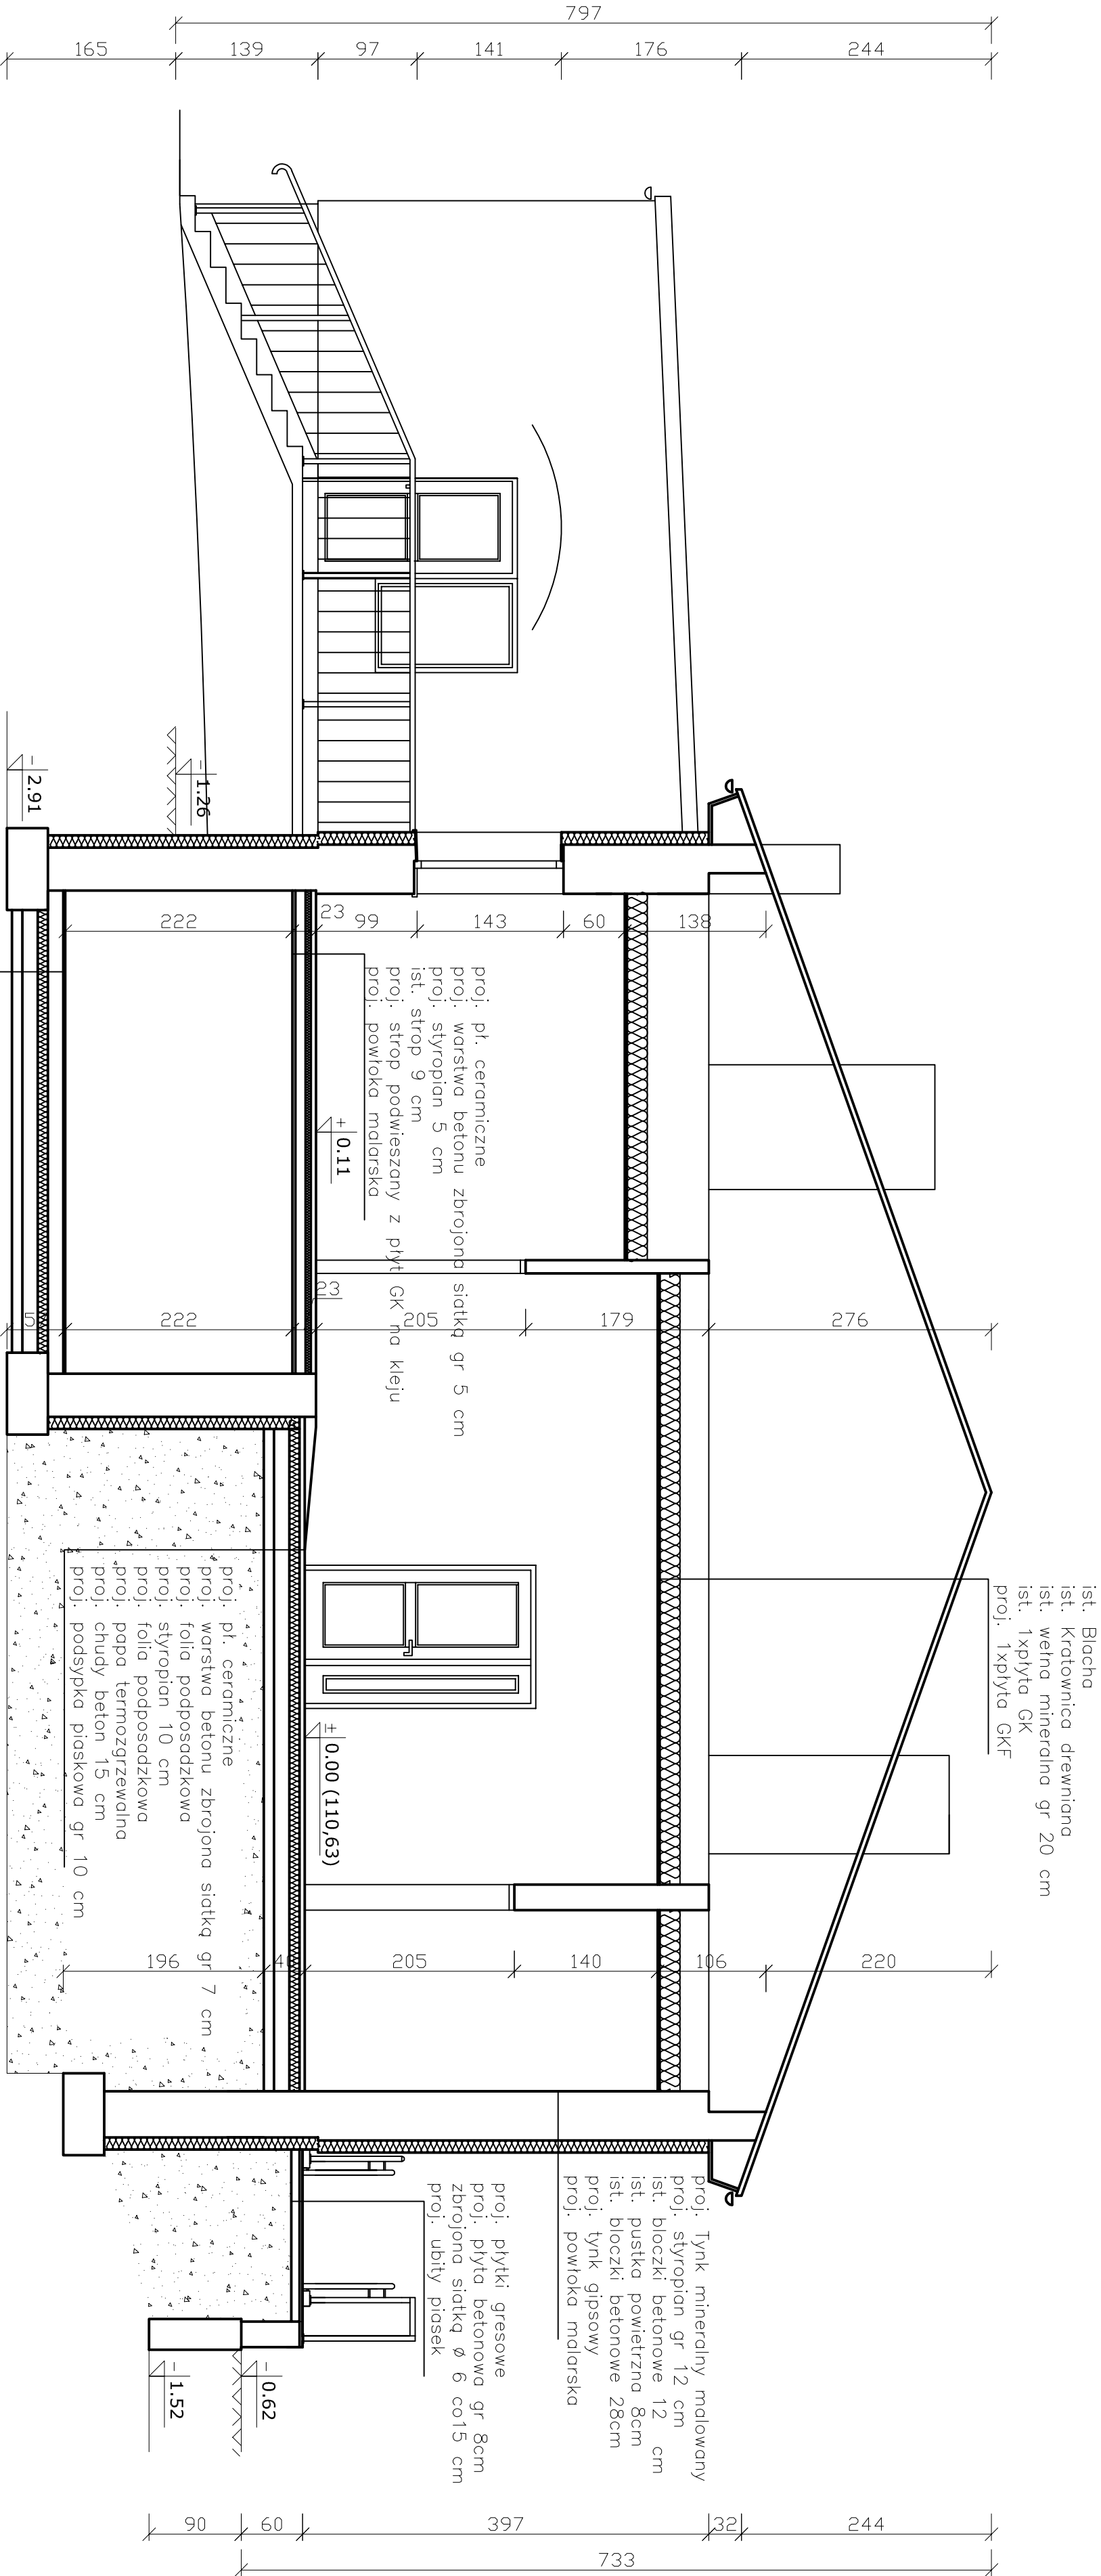 797
165
139
97
141
176
244
ist. Blacha
ist. Kratownica drewniana
ist. wełna mineralna gr 20 cm
ist. 1xpłyta GK
proj. 1xpłyta GKF
- 2.91
- 1.26
222
23
99
143
60
138
proj. pł. ceramiczne
proj. warstwa betonu zbrojona siatką gr 5 cm
proj. styropian 5 cm
ist. strop 9 cm
proj. strop podwieszany z płyt GK na kleju
proj. powłoka malarska
+ 0.11
222
23
205
179
276
± 0.00 (110,63)
proj. pł. ceramiczne
proj. warstwa betonu zbrojona siatką gr 7 cm
proj. folia podposadzkowa
proj. styropian 10 cm
proj. folia podposadzkowa
proj. papa termozgrzewalna
proj. chudy beton 15 cm
proj. podsypka piaskowa gr 10 cm
196
205
140
106
220
proj. Tynk mineralny malowany
proj. styropian gr 12 cm
ist. bloczki betonowe 12 cm
ist. pustka powietrzna 8cm
ist. bloczki betonowe 28cm
proj. tynk gipsowy
proj. powłoka malarska
proj. płytki gresowe
proj. płyta betonowa gr 8cm
zbrojona siatką ø 6 co15 cm
proj. ubity piasek
- 0.62
- 1.52
90
60
397
32
244
733